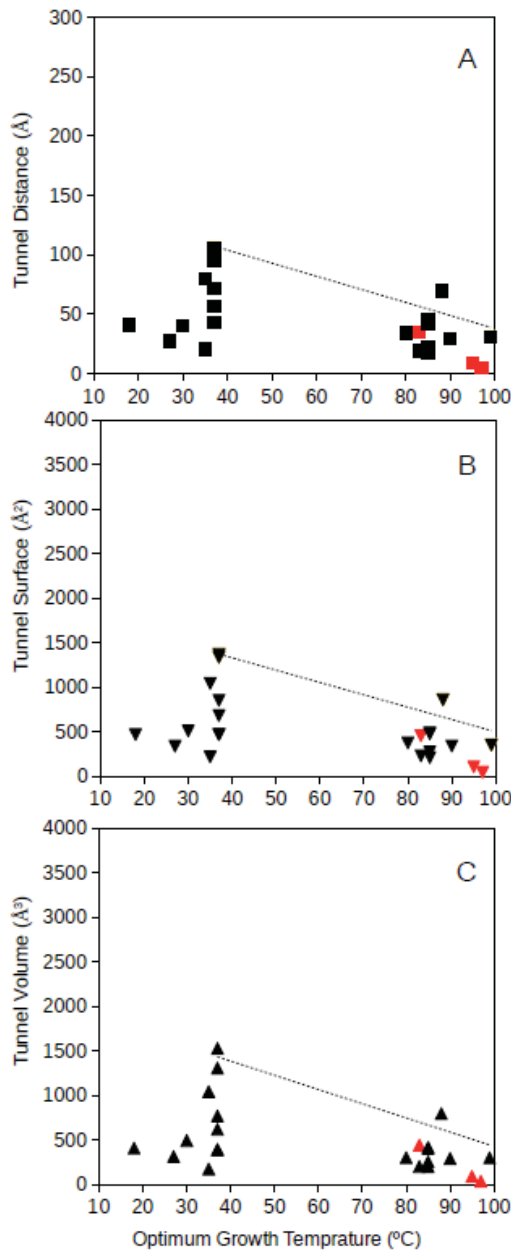 A
Tunnel Distance (Å)
300
250
200
150
100
50
0
10 20 30 40 50 60 70 80 90 100
B
Tunnel Surface (Å²)
4000
3500
3000
2500
2000
1500
1000
500
0
10 20 30 40 50 60 70 80 90 100
C
Tunnel Volume (Å³)
4000
3500
3000
2500
2000
1500
1000
500
0
10 20 30 40 50 60 70 80 90 100
Optimum Growth Temprature (ºC)